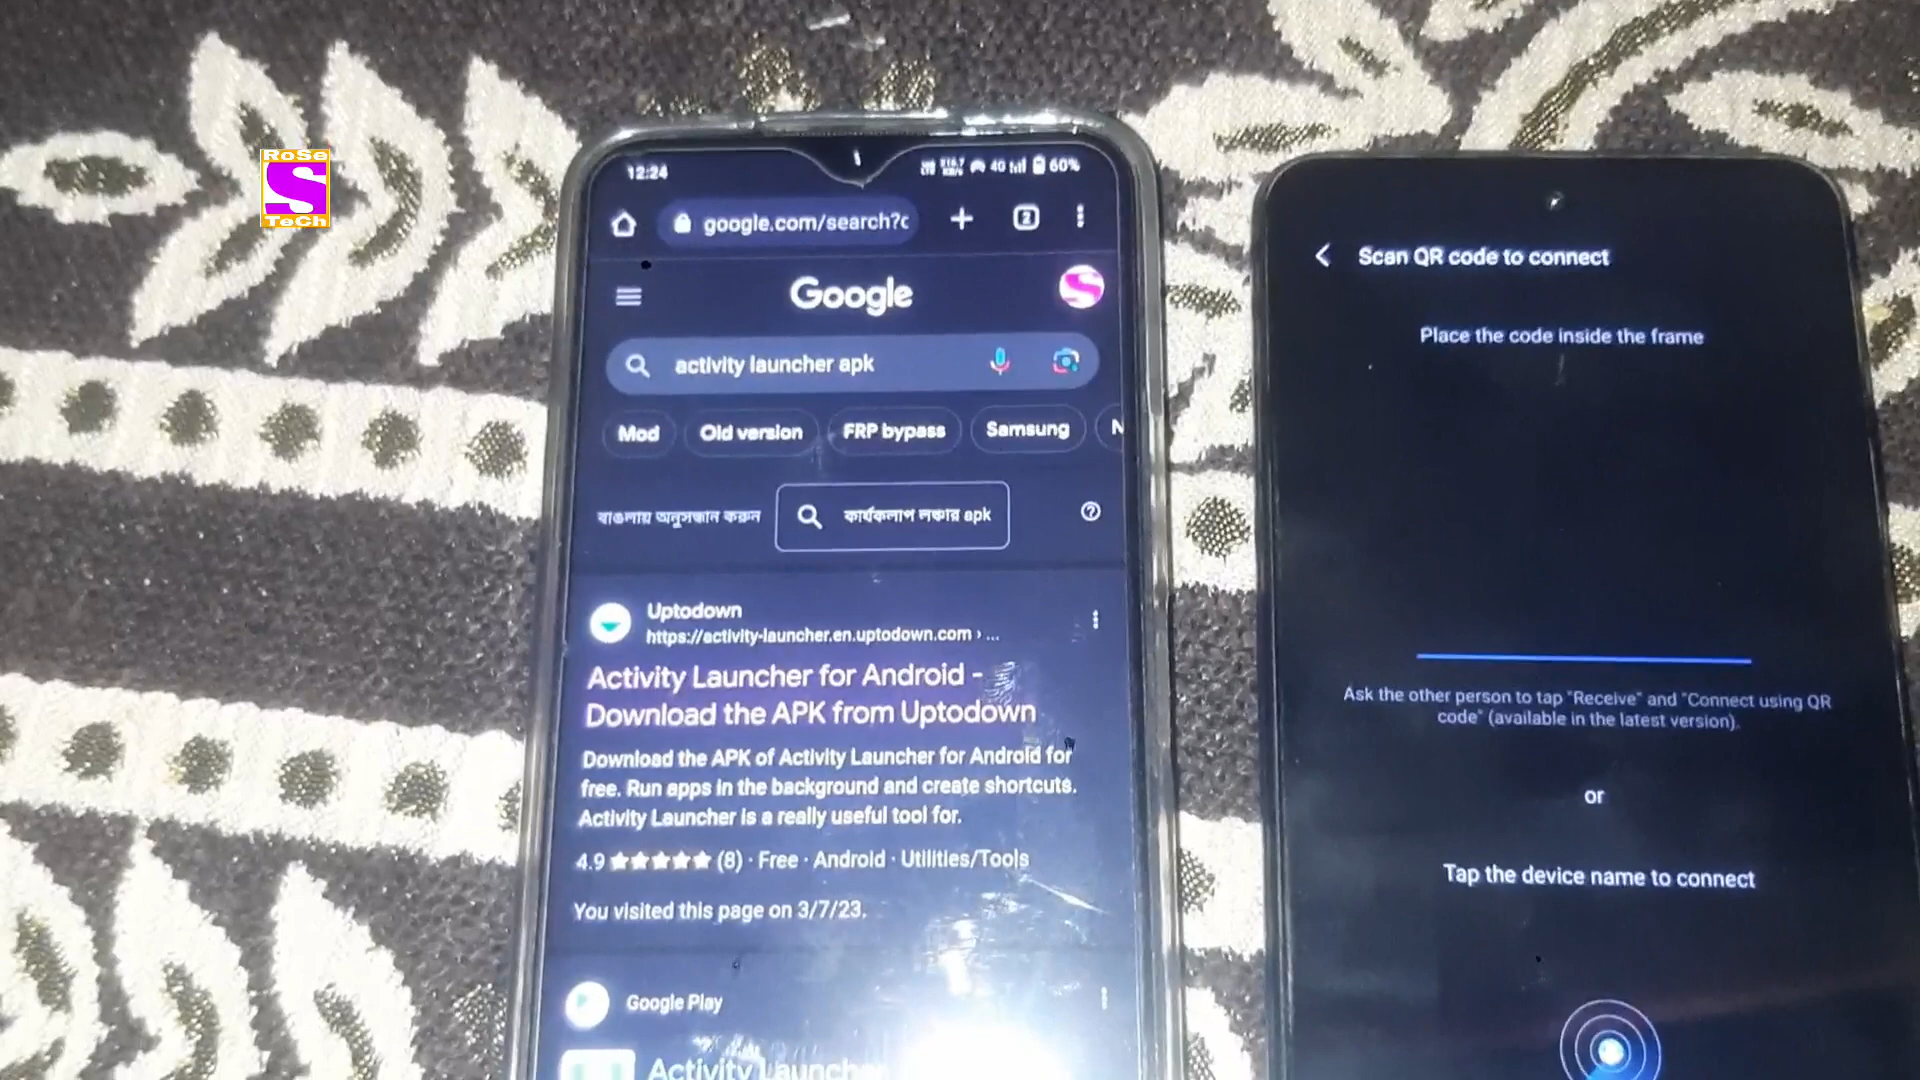 RoSe
S
TeCh
12:24
4G
60%
google.com/search?c
2
Google
S
activity launcher apk
Mod
Old version
FRP bypass
Samsung
N
বাঙলায় অনুসন্ধান করুন
কার্যকলাপ লঞ্চার apk
Uptodown
https://activity-launcher.en.uptodown.com › ...
Activity Launcher for Android -
Download the APK from Uptodown
Download the APK of Activity Launcher for Android for
free. Run apps in the background and create shortcuts.
Activity Launcher is a really useful tool for.
4.9 ★★★★★ (8) · Free · Android · Utilities/Tools
You visited this page on 3/7/23.
Google Play
Activity Launcher
Scan QR code to connect
Place the code inside the frame
Ask the other person to tap "Receive" and "Connect using QR
code" (available in the latest version).
or
Tap the device name to connect